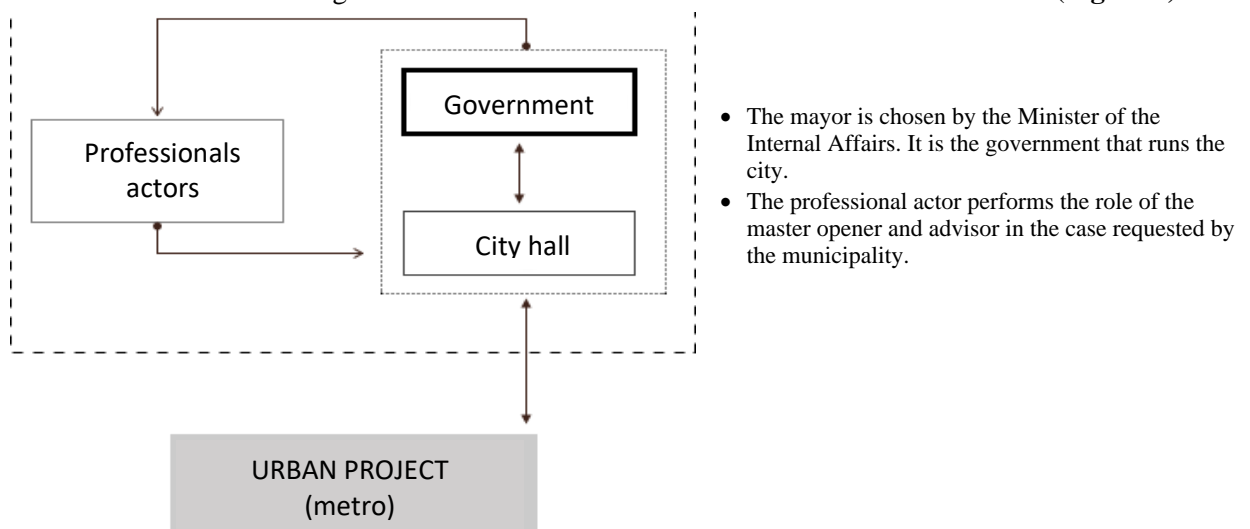 Government
Professionals
actors
City hall
URBAN PROJECT
(metro)
• The mayor is chosen by the Minister of the
Internal Affairs. It is the government that runs the
city.
• The professional actor performs the role of the
master opener and advisor in the case requested by
the municipality.